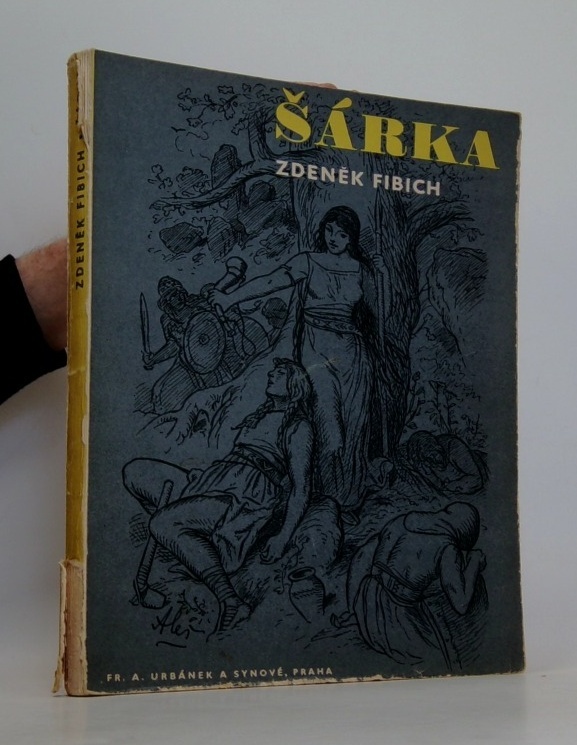 ŠÁRKA
ZDENĚK FIBICH
ZDENĚK FIBICH
Aleš
FR. A. URBÁNEK A SYNOVÉ, PRAHA